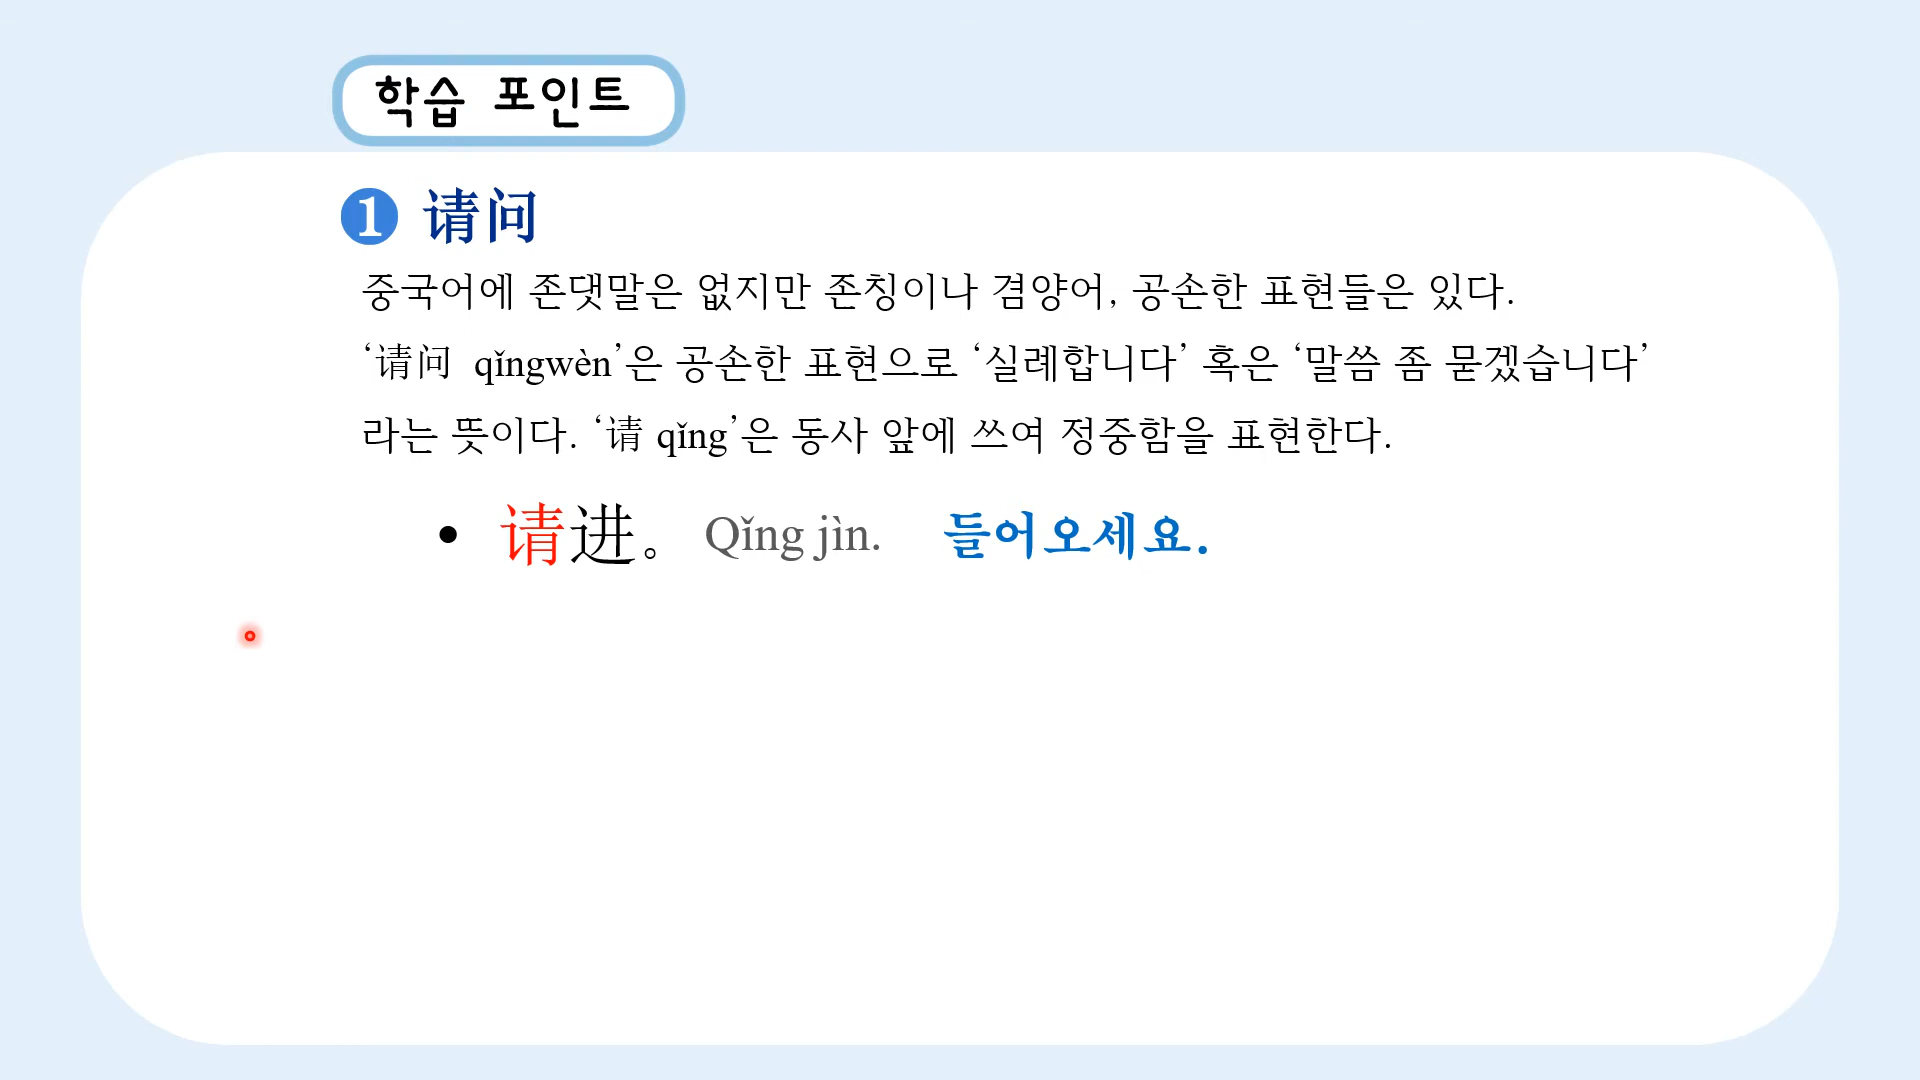 학습 포인트
❶ 请问
중국어에 존댓말은 없지만 존칭이나 겸양어, 공손한 표현들은 있다.
‘请问 qǐngwèn’은 공손한 표현으로 ‘실례합니다’ 혹은 ‘말씀 좀 묻겠습니다’
라는 뜻이다. ‘请 qǐng’은 동사 앞에 쓰여 정중함을 표현한다.
• 请进。 Qǐng jìn. 들어오세요.